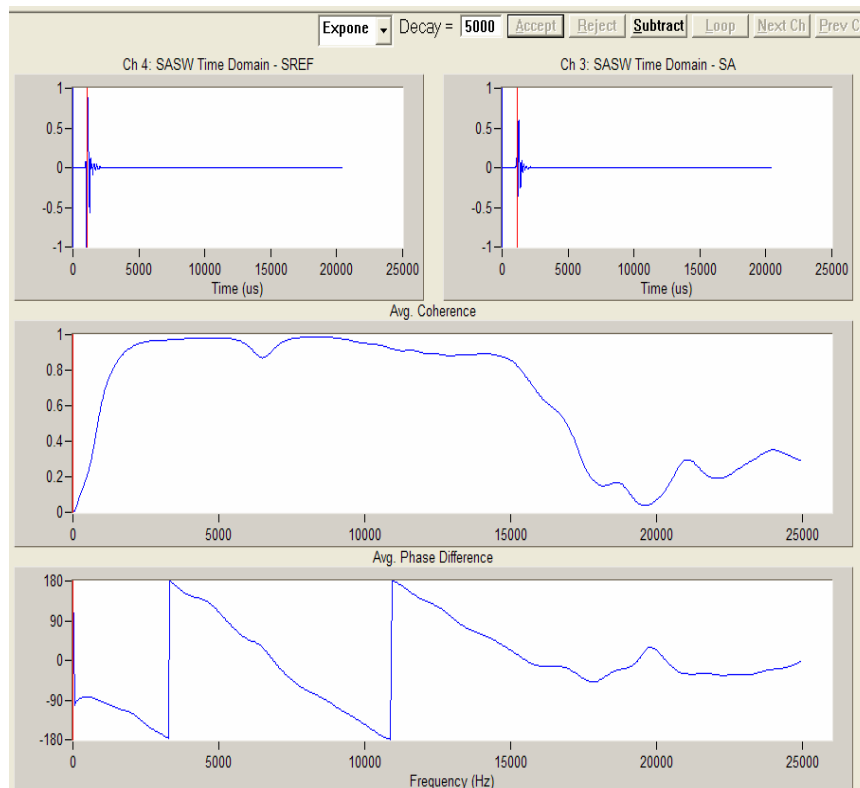 Expone Decay = 5000 Accept Reject Subtract Loop Next Ch Prev C
Ch 4: SASW Time Domain - SREF
1
0.5
0
-0.5
-1
0 5000 10000 15000 20000 25000
Time (us)
Ch 3: SASW Time Domain - SA
1
0.5
0
-0.5
-1
0 5000 10000 15000 20000 25000
Time (us)
Avg. Coherence
1
0.8
0.6
0.4
0.2
0
0 5000 10000 15000 20000 25000
Avg. Phase Difference
180
90
0
-90
-180
0 5000 10000 15000 20000 25000
Frequency (Hz)